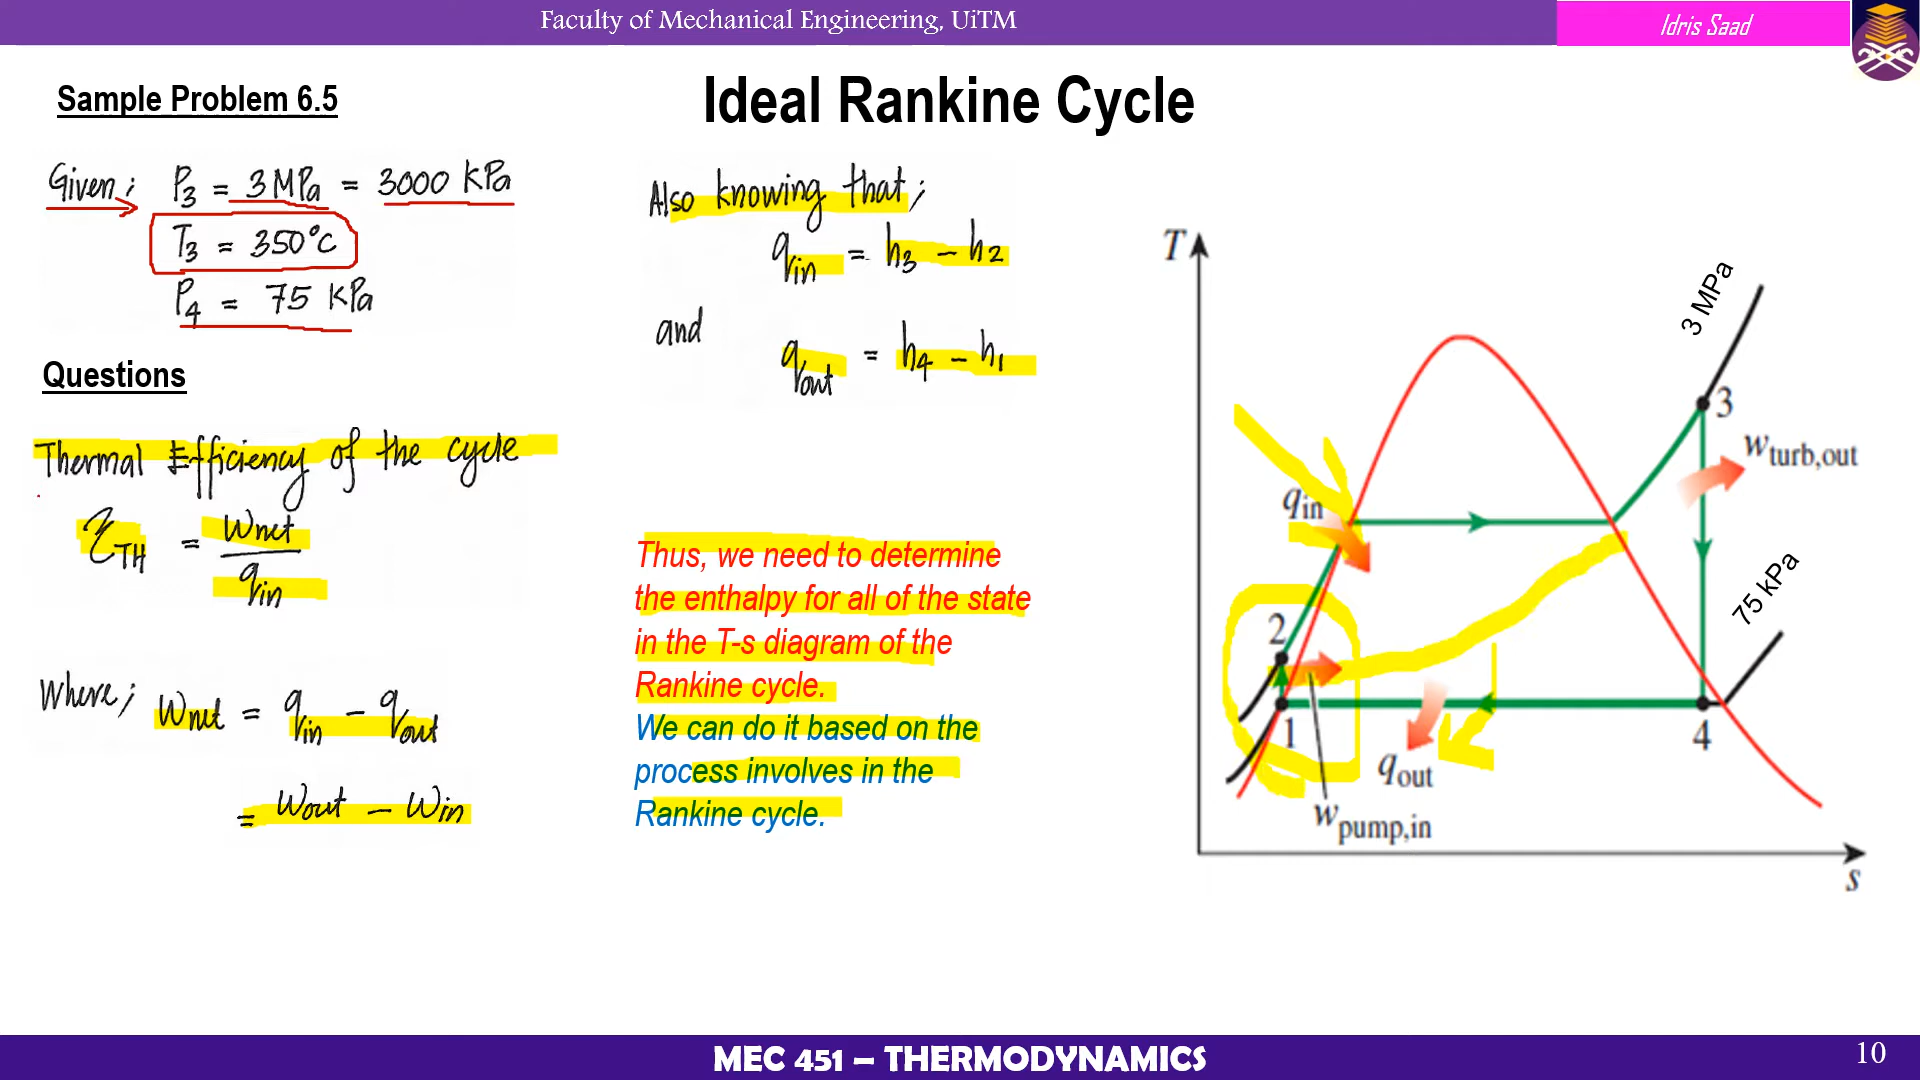 Faculty of Mechanical Engineering, UiTM
Idris Saad
Sample Problem 6.5
Ideal Rankine Cycle
Given; P3 = 3MPa = 3000 KPa
T3 = 350°C
P4 = 75 KPa
Questions
Thermal Efficiency of the cycle
ηTH = Wnet / qin
Where; Wnet = qin − qout
= Wout − Win
Also knowing that;
qin = h3 − h2
and
qout = h4 − h1
Thus, we need to determine
the enthalpy for all of the state
in the T-s diagram of the
Rankine cycle.
We can do it based on the
process involves in the
Rankine cycle.
T
3 MPa
3
wturb,out
qin
75 kPa
2
1
4
qout
wpump,in
s
MEC 451 – THERMODYNAMICS
10